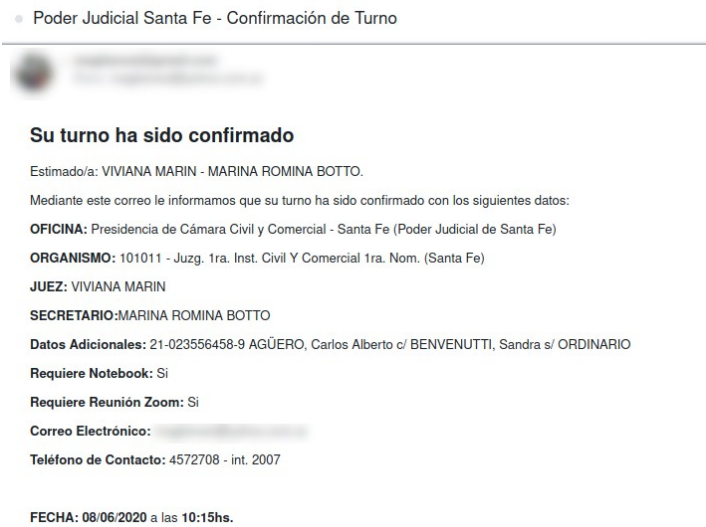 Poder Judicial Santa Fe - Confirmación de Turno
Su turno ha sido confirmado
Estimado/a: VIVIANA MARIN - MARINA ROMINA BOTTO.
Mediante este correo le informamos que su turno ha sido confirmado con los siguientes datos:
OFICINA: Presidencia de Cámara Civil y Comercial - Santa Fe (Poder Judicial de Santa Fe)
ORGANISMO: 101011 - Juzg. 1ra. Inst. Civil Y Comercial 1ra. Nom. (Santa Fe)
JUEZ: VIVIANA MARIN
SECRETARIO:MARINA ROMINA BOTTO
Datos Adicionales: 21-023556458-9 AGÜERO, Carlos Alberto c/ BENVENUTTI, Sandra s/ ORDINARIO
Requiere Notebook: Si
Requiere Reunión Zoom: Si
Correo Electrónico:
Teléfono de Contacto: 4572708 - int. 2007
FECHA: 08/06/2020 a las 10:15hs.